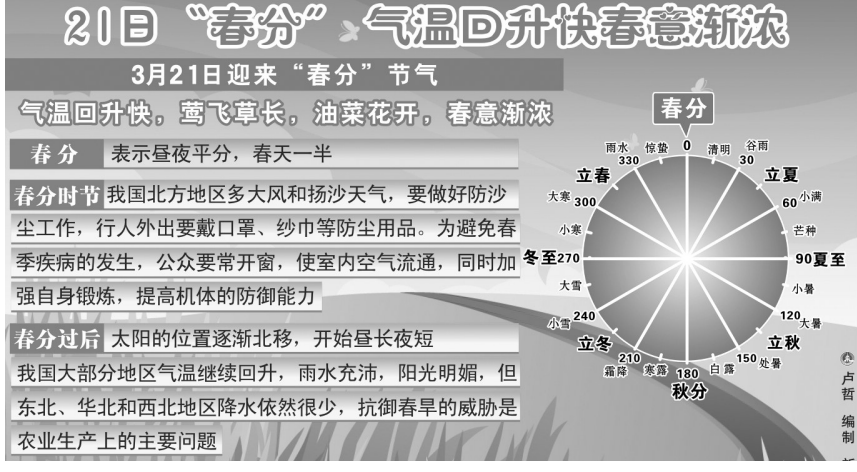 21日“春分”气温回升快春意渐浓
3月21日迎来“春分”节气
气温回升快，莺飞草长，油菜花开，春意渐浓
春分 表示昼夜平分，春天一半
春分时节 我国北方地区多大风和扬沙天气，要做好防沙
尘工作，行人外出要戴口罩、纱巾等防尘用品。为避免春
季疾病的发生，公众要常开窗，使室内空气流通，同时加
强自身锻炼，提高机体的防御能力
春分过后 太阳的位置逐渐北移，开始昼长夜短
我国大部分地区气温继续回升，雨水充沛，阳光明媚，但
东北、华北和西北地区降水依然很少，抗御春旱的威胁是
农业生产上的主要问题
春分
0
清明
谷雨
30
立夏
60
小满
芒种
90夏至
小暑
120
大暑
立秋
150
处暑
白露
180
秋分
寒露
210
霜降
立冬
240
小雪
大雪
冬至270
小寒
大寒
300
立春
330
雨水
惊蛰
卢哲 编制